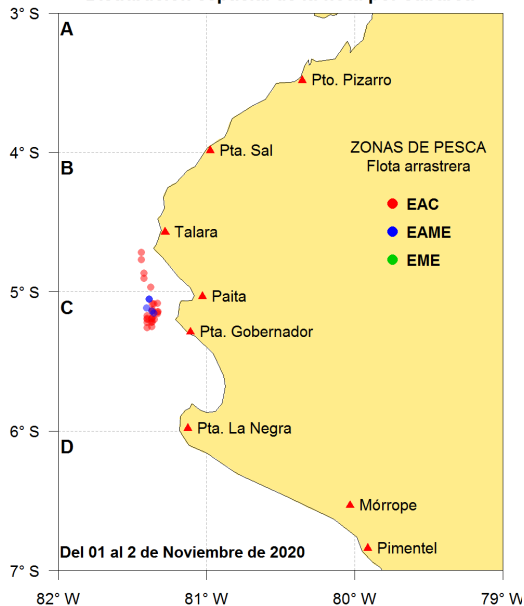 3° S
A
Pto. Pizarro
ZONAS DE PESCA
Flota arrastrera
4° S
Pta. Sal
B
EAC
Talara
EAME
EME
5° S
Paita
C
Pta. Gobernador
6° S
Pta. La Negra
D
Mórrope
Del 01 al 2 de Noviembre de 2020
Pimentel
7° S
82° W
81° W
80° W
79° W